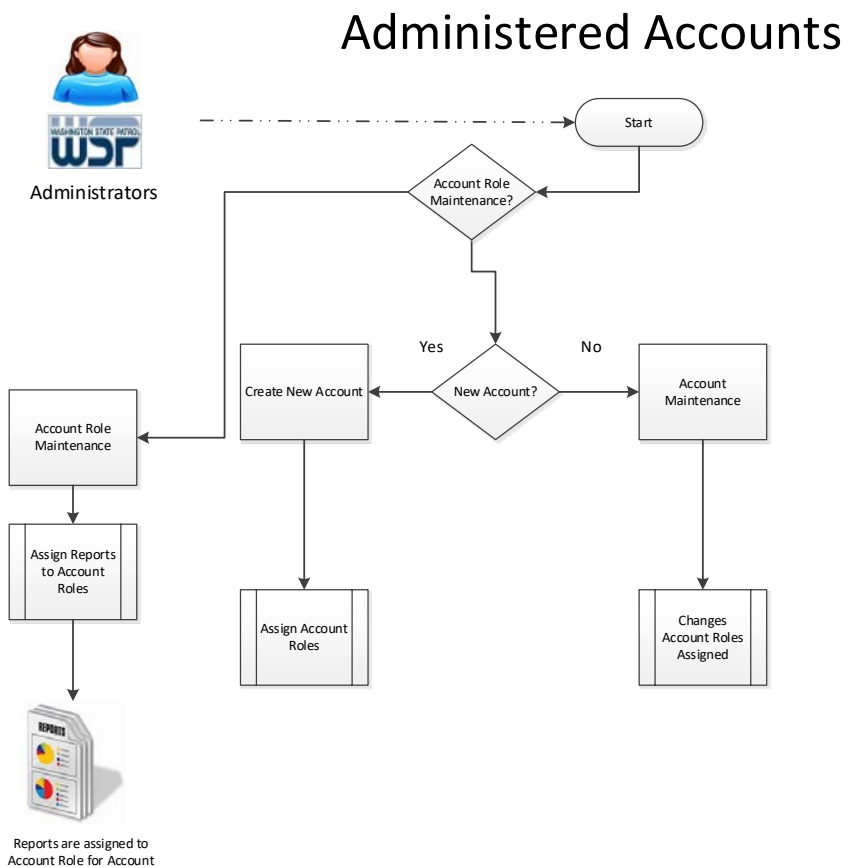 Administered Accounts
WASHINGTON STATE PATROL
WSP
Administrators
Start
Account Role
Maintenance?
Yes
No
Create New Account
New Account?
Account
Maintenance
Account Role
Maintenance
Assign Reports
to Account
Roles
Assign Account
Roles
Changes
Account Roles
Assigned
REPORTS
Reports are assigned to
Account Role for Account